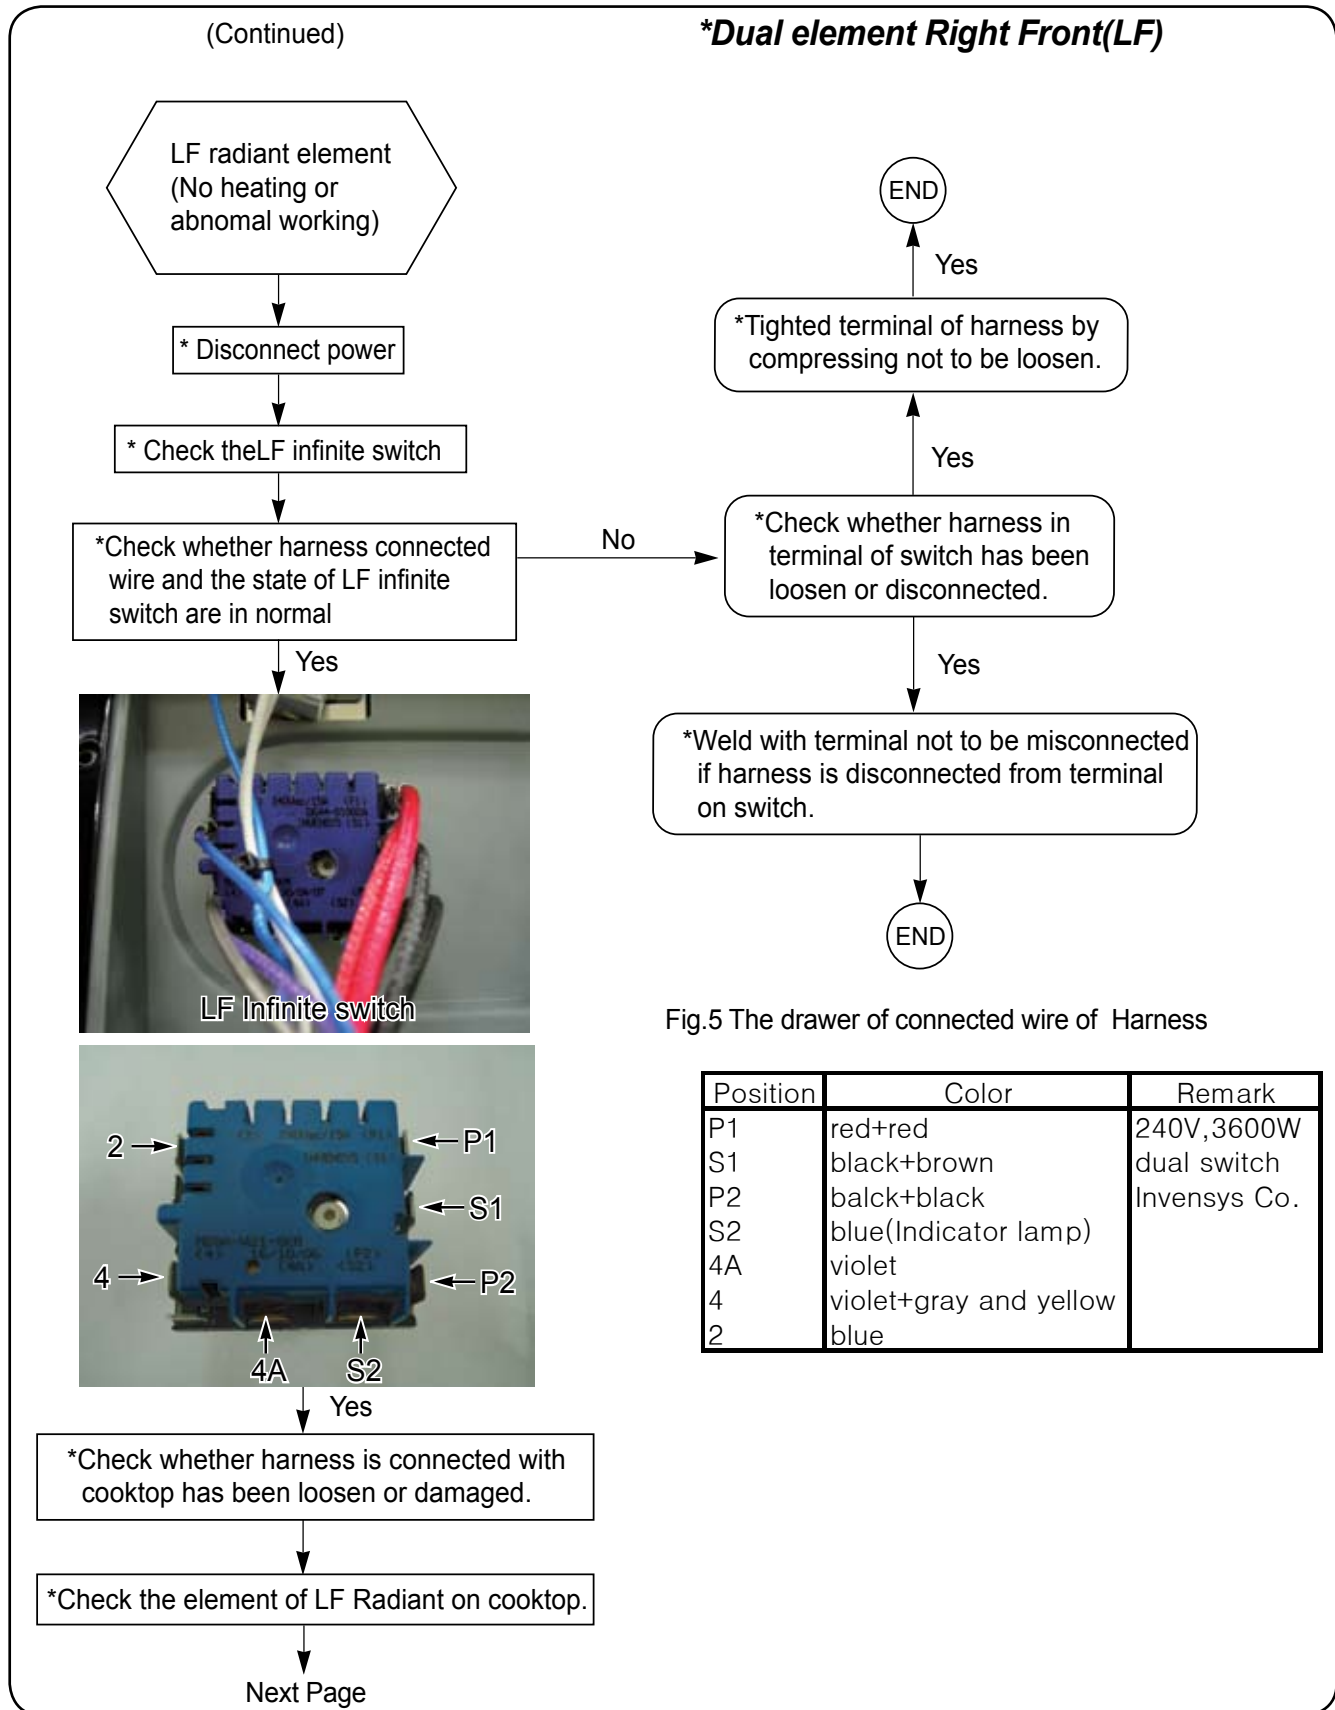 (Continued)
*Dual element Right Front(LF)
LF radiant element
(No heating or
abnomal working)
* Disconnect power
* Check theLF infinite switch
*Check whether harness connected
wire and the state of LF infinite
switch are in normal
No
Yes
LF Infinite switch
2
P1
S1
4
P2
4A
S2
Yes
*Check whether harness is connected with
cooktop has been loosen or damaged.
*Check the element of LF Radiant on cooktop.
Next Page
END
Yes
*Tighted terminal of harness by
compressing not to be loosen.
Yes
*Check whether harness in
terminal of switch has been
loosen or disconnected.
Yes
*Weld with terminal not to be misconnected
if harness is disconnected from terminal
on switch.
END
Fig.5 The drawer of connected wire of Harness
Position Color Remark
P1 red+red 240V,3600W
S1 black+brown dual switch
P2 balck+black Invensys Co.
S2 blue(Indicator lamp)
4A violet
4 violet+gray and yellow
2 blue